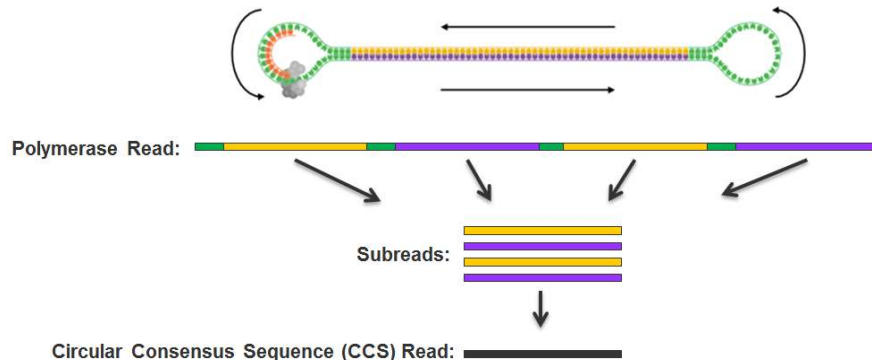 Polymerase Read:
Subreads:
Circular Consensus Sequence (CCS) Read: